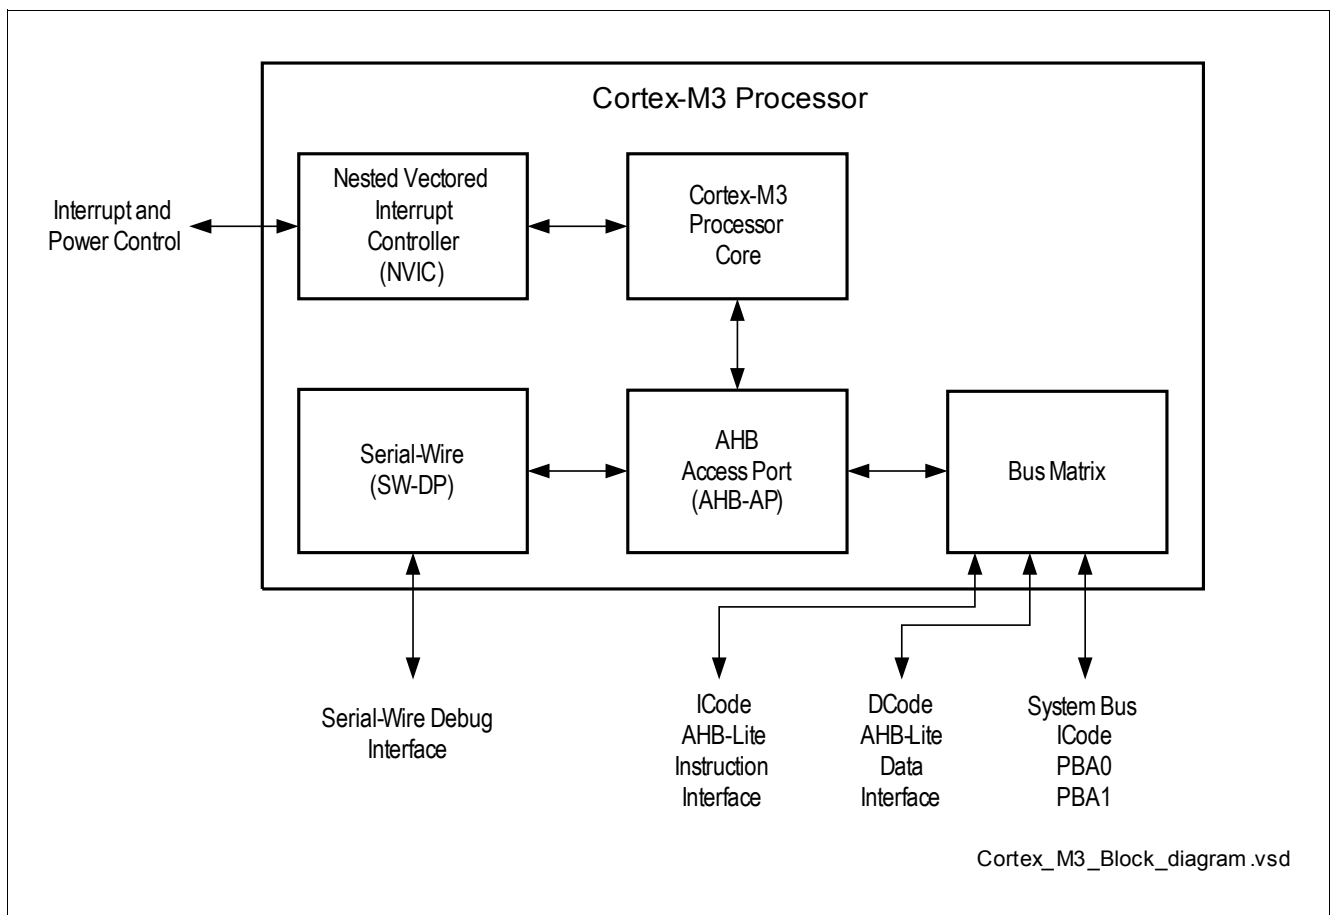 Cortex-M3 Processor
Nested Vectored
Interrupt
Controller
(NVIC)
Cortex-M3
Processor
Core
Interrupt and
Power Control
Serial-Wire
(SW-DP)
AHB
Access Port
(AHB-AP)
Bus Matrix
Serial-Wire Debug
Interface
ICode
AHB-Lite
Instruction
Interface
DCode
AHB-Lite
Data
Interface
System Bus
ICode
PBA0
PBA1
Cortex_M3_Block_diagram.vsd